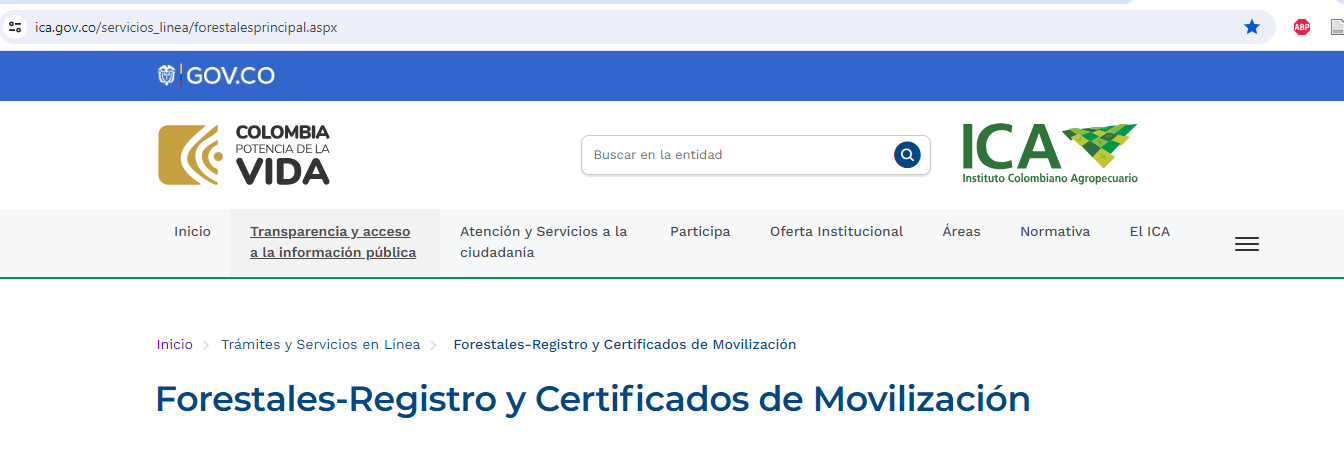 ica.gov.co/servicios_linea/forestalesprincipal.aspx
ABP
GOV.CO
COLOMBIA
POTENCIA DE LA
VIDA
Buscar en la entidad
ICA
Instituto Colombiano Agropecuario
Inicio
Transparencia y acceso
a la información pública
Atención y Servicios a la
ciudadanía
Participa
Oferta Institucional
Áreas
Normativa
El ICA
Inicio
Trámites y Servicios en Línea
Forestales-Registro y Certificados de Movilización
Forestales-Registro y Certificados de Movilización